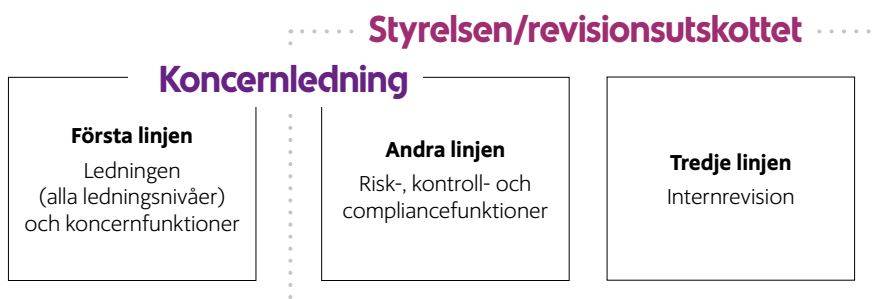 Styrelsen/revisionsutskottet
Koncernledning
Första linjen
Ledningen
(alla ledningsnivåer)
och koncernfunktioner
Andra linjen
Risk-, kontroll- och
compliancefunktioner
Tredje linjen
Internrevision